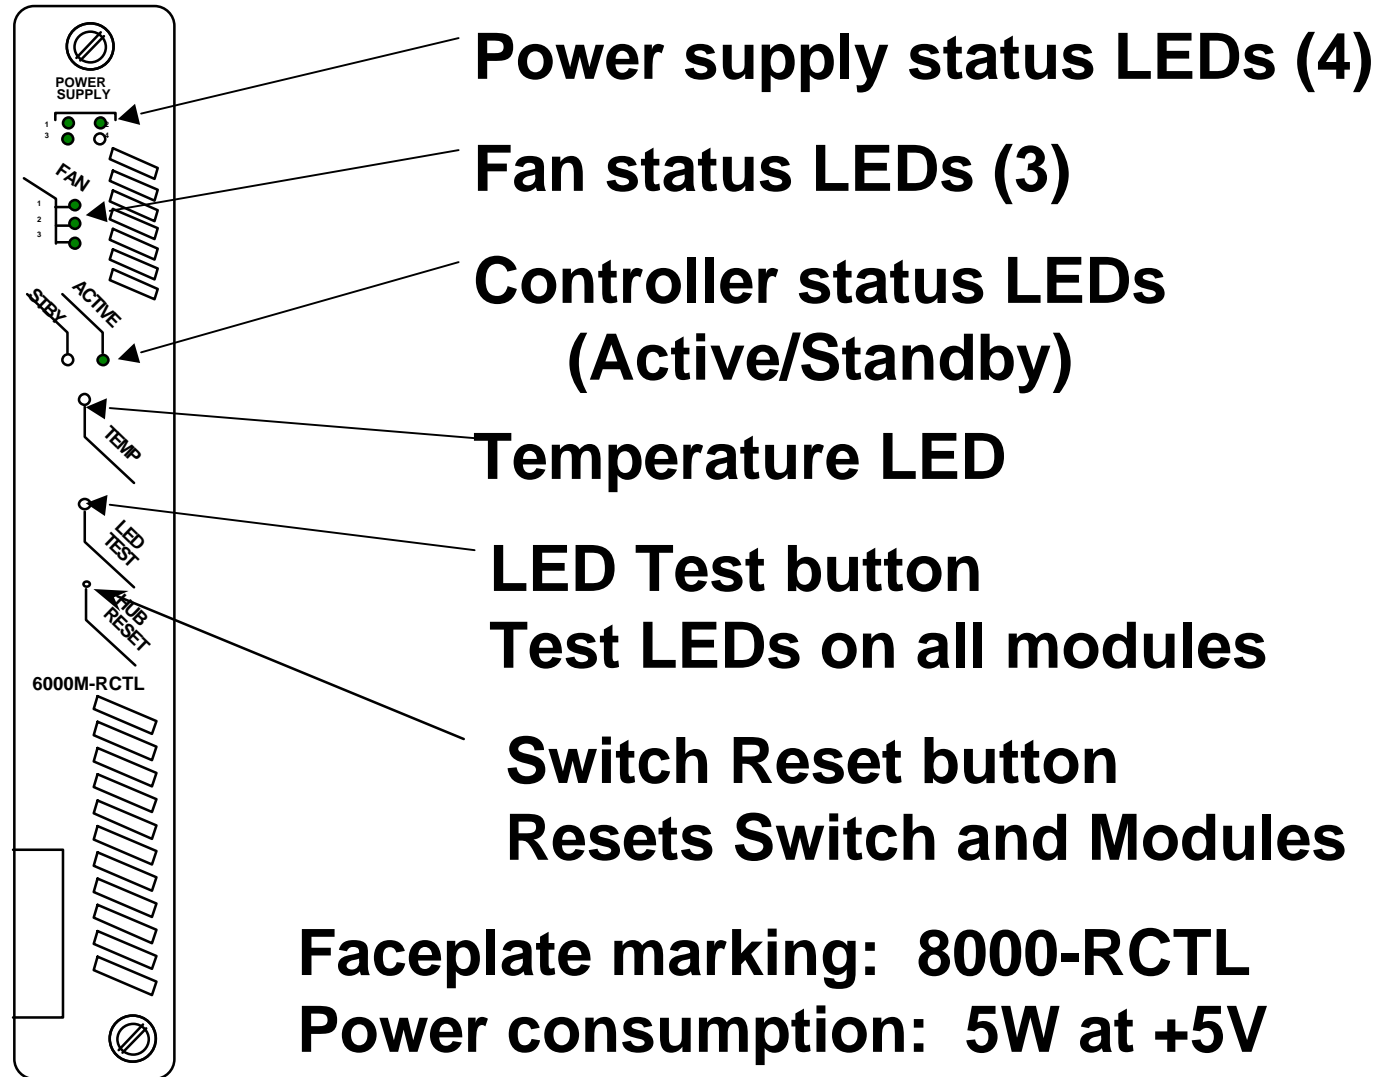 POWER
SUPPLY
1 2
3 4
FAN
1
2
3
STBY ACTIVE
TEMP
LED
TEST
HUB
RESET
6000M-RCTL
Power supply status LEDs (4)
Fan status LEDs (3)
Controller status LEDs
(Active/Standby)
Temperature LED
LED Test button
Test LEDs on all modules
Switch Reset button
Resets Switch and Modules
Faceplate marking: 8000-RCTL
Power consumption: 5W at +5V